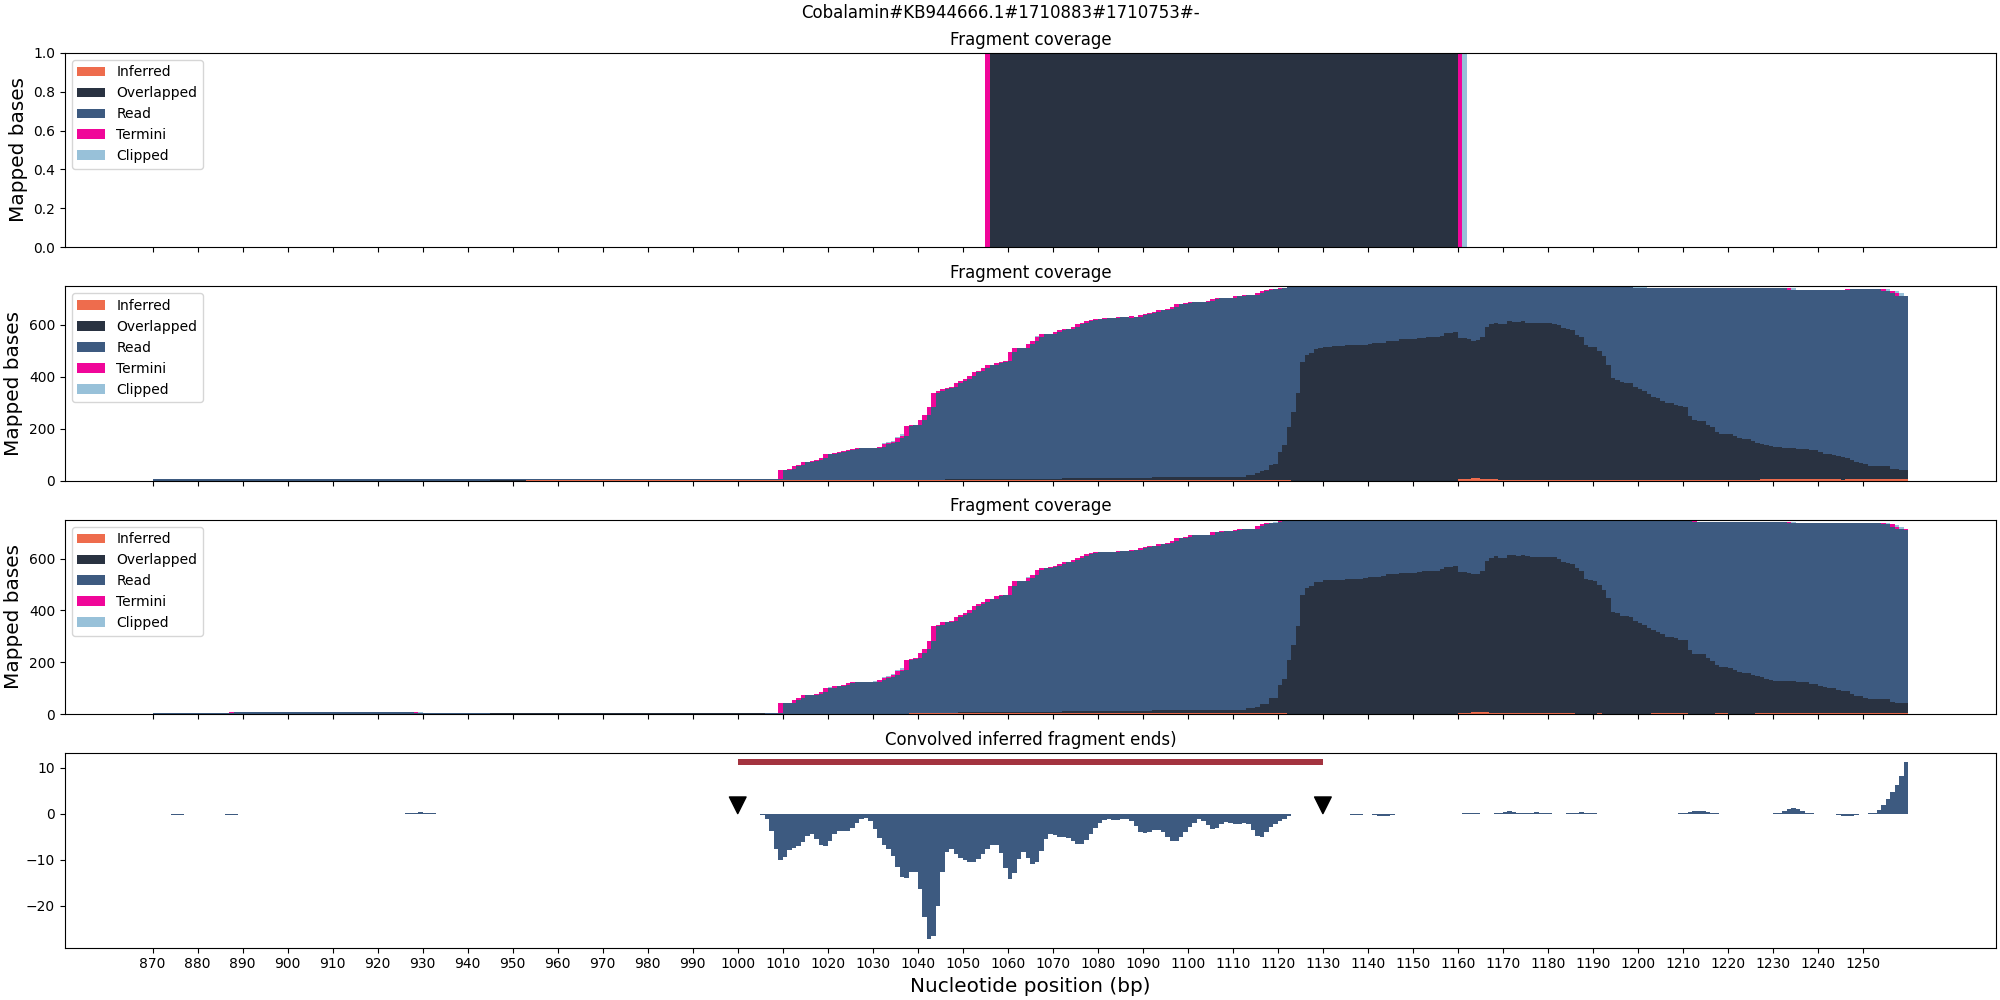 Cobalamin#KB944666.1#1710883#1710753#-
Fragment coverage
Mapped bases
1.0
0.8
0.6
0.4
0.2
0.0
Inferred
Overlapped
Read
Termini
Clipped
Fragment coverage
Mapped bases
600
400
200
0
Inferred
Overlapped
Read
Termini
Clipped
Fragment coverage
Mapped bases
600
400
200
0
Inferred
Overlapped
Read
Termini
Clipped
Convolved inferred fragment ends)
10
0
−10
−20
870 880 890 900 910 920 930 940 950 960 970 980 990 1000 1010 1020 1030 1040 1050 1060 1070 1080 1090 1100 1110 1120 1130 1140 1150 1160 1170 1180 1190 1200 1210 1220 1230 1240 1250
Nucleotide position (bp)